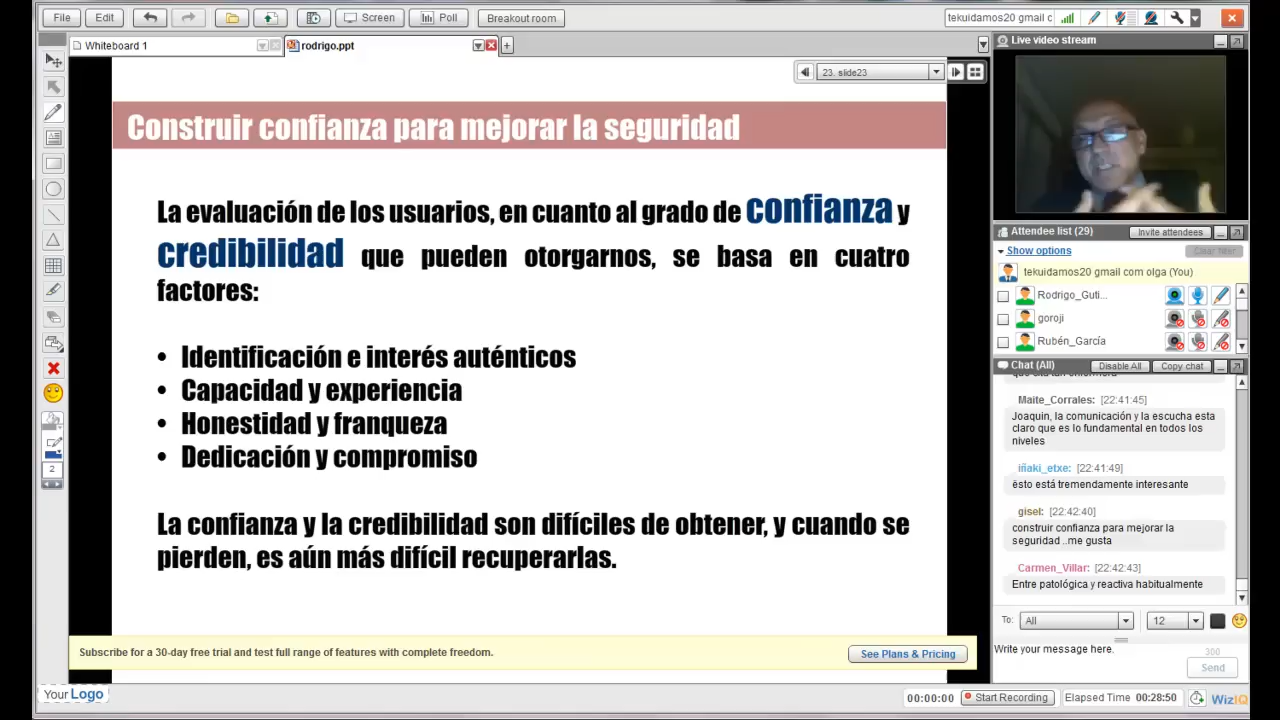 File
Edit
Screen
Poll
Breakout room
tekuidamos20 gmail c
Whiteboard 1
rodrigo.ppt
23. slide23
Construir confianza para mejorar la seguridad
La evaluación de los usuarios, en cuanto al grado de confianza y
credibilidad que pueden otorgarnos, se basa en cuatro
factores:
• Identificación e interés auténticos
• Capacidad y experiencia
• Honestidad y franqueza
• Dedicación y compromiso
La confianza y la credibilidad son difíciles de obtener, y cuando se
pierden, es aún más difícil recuperarlas.
Subscribe for a 30-day free trial and test full range of features with complete freedom.
See Plans & Pricing
2
Your Logo
Live video stream
Attendee list (29)
Invite attendees
Show options
Clear filter
tekuidamos20 gmail com olga (You)
Rodrigo_Guti...
goroji
Rubén_García
Chat (All)
Disable All
Copy chat
Maite_Corrales: [22:41:45]
Joaquin, la comunicación y la escucha esta
claro que es lo fundamental en todos los
niveles
iñaki_etxe: [22:41:49]
ësto está tremendamente interesante
gisel: [22:42:40]
construir confianza para mejorar la
seguridad ..me gusta
Carmen_Villar: [22:42:43]
Entre patológica y reactiva habitualmente
To:
All
12
Write your message here.
300
Send
00:00:00
Start Recording
Elapsed Time 00:28:50
WizIQ